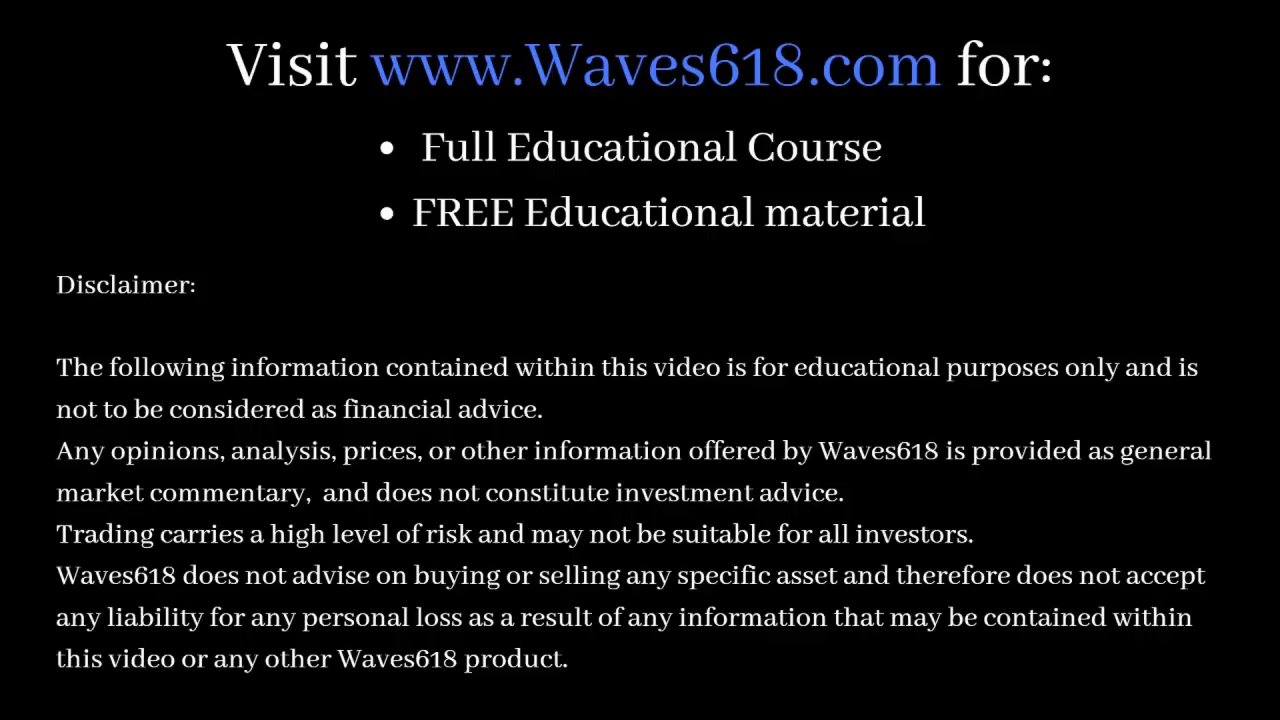 Visit www.Waves618.com for:
• Full Educational Course
• FREE Educational material
Disclaimer:
The following information contained within this video is for educational purposes only and is
not to be considered as financial advice.
Any opinions, analysis, prices, or other information offered by Waves618 is provided as general
market commentary,  and does not constitute investment advice.
Trading carries a high level of risk and may not be suitable for all investors.
Waves618 does not advise on buying or selling any specific asset and therefore does not accept
any liability for any personal loss as a result of any information that may be contained within
this video or any other Waves618 product.